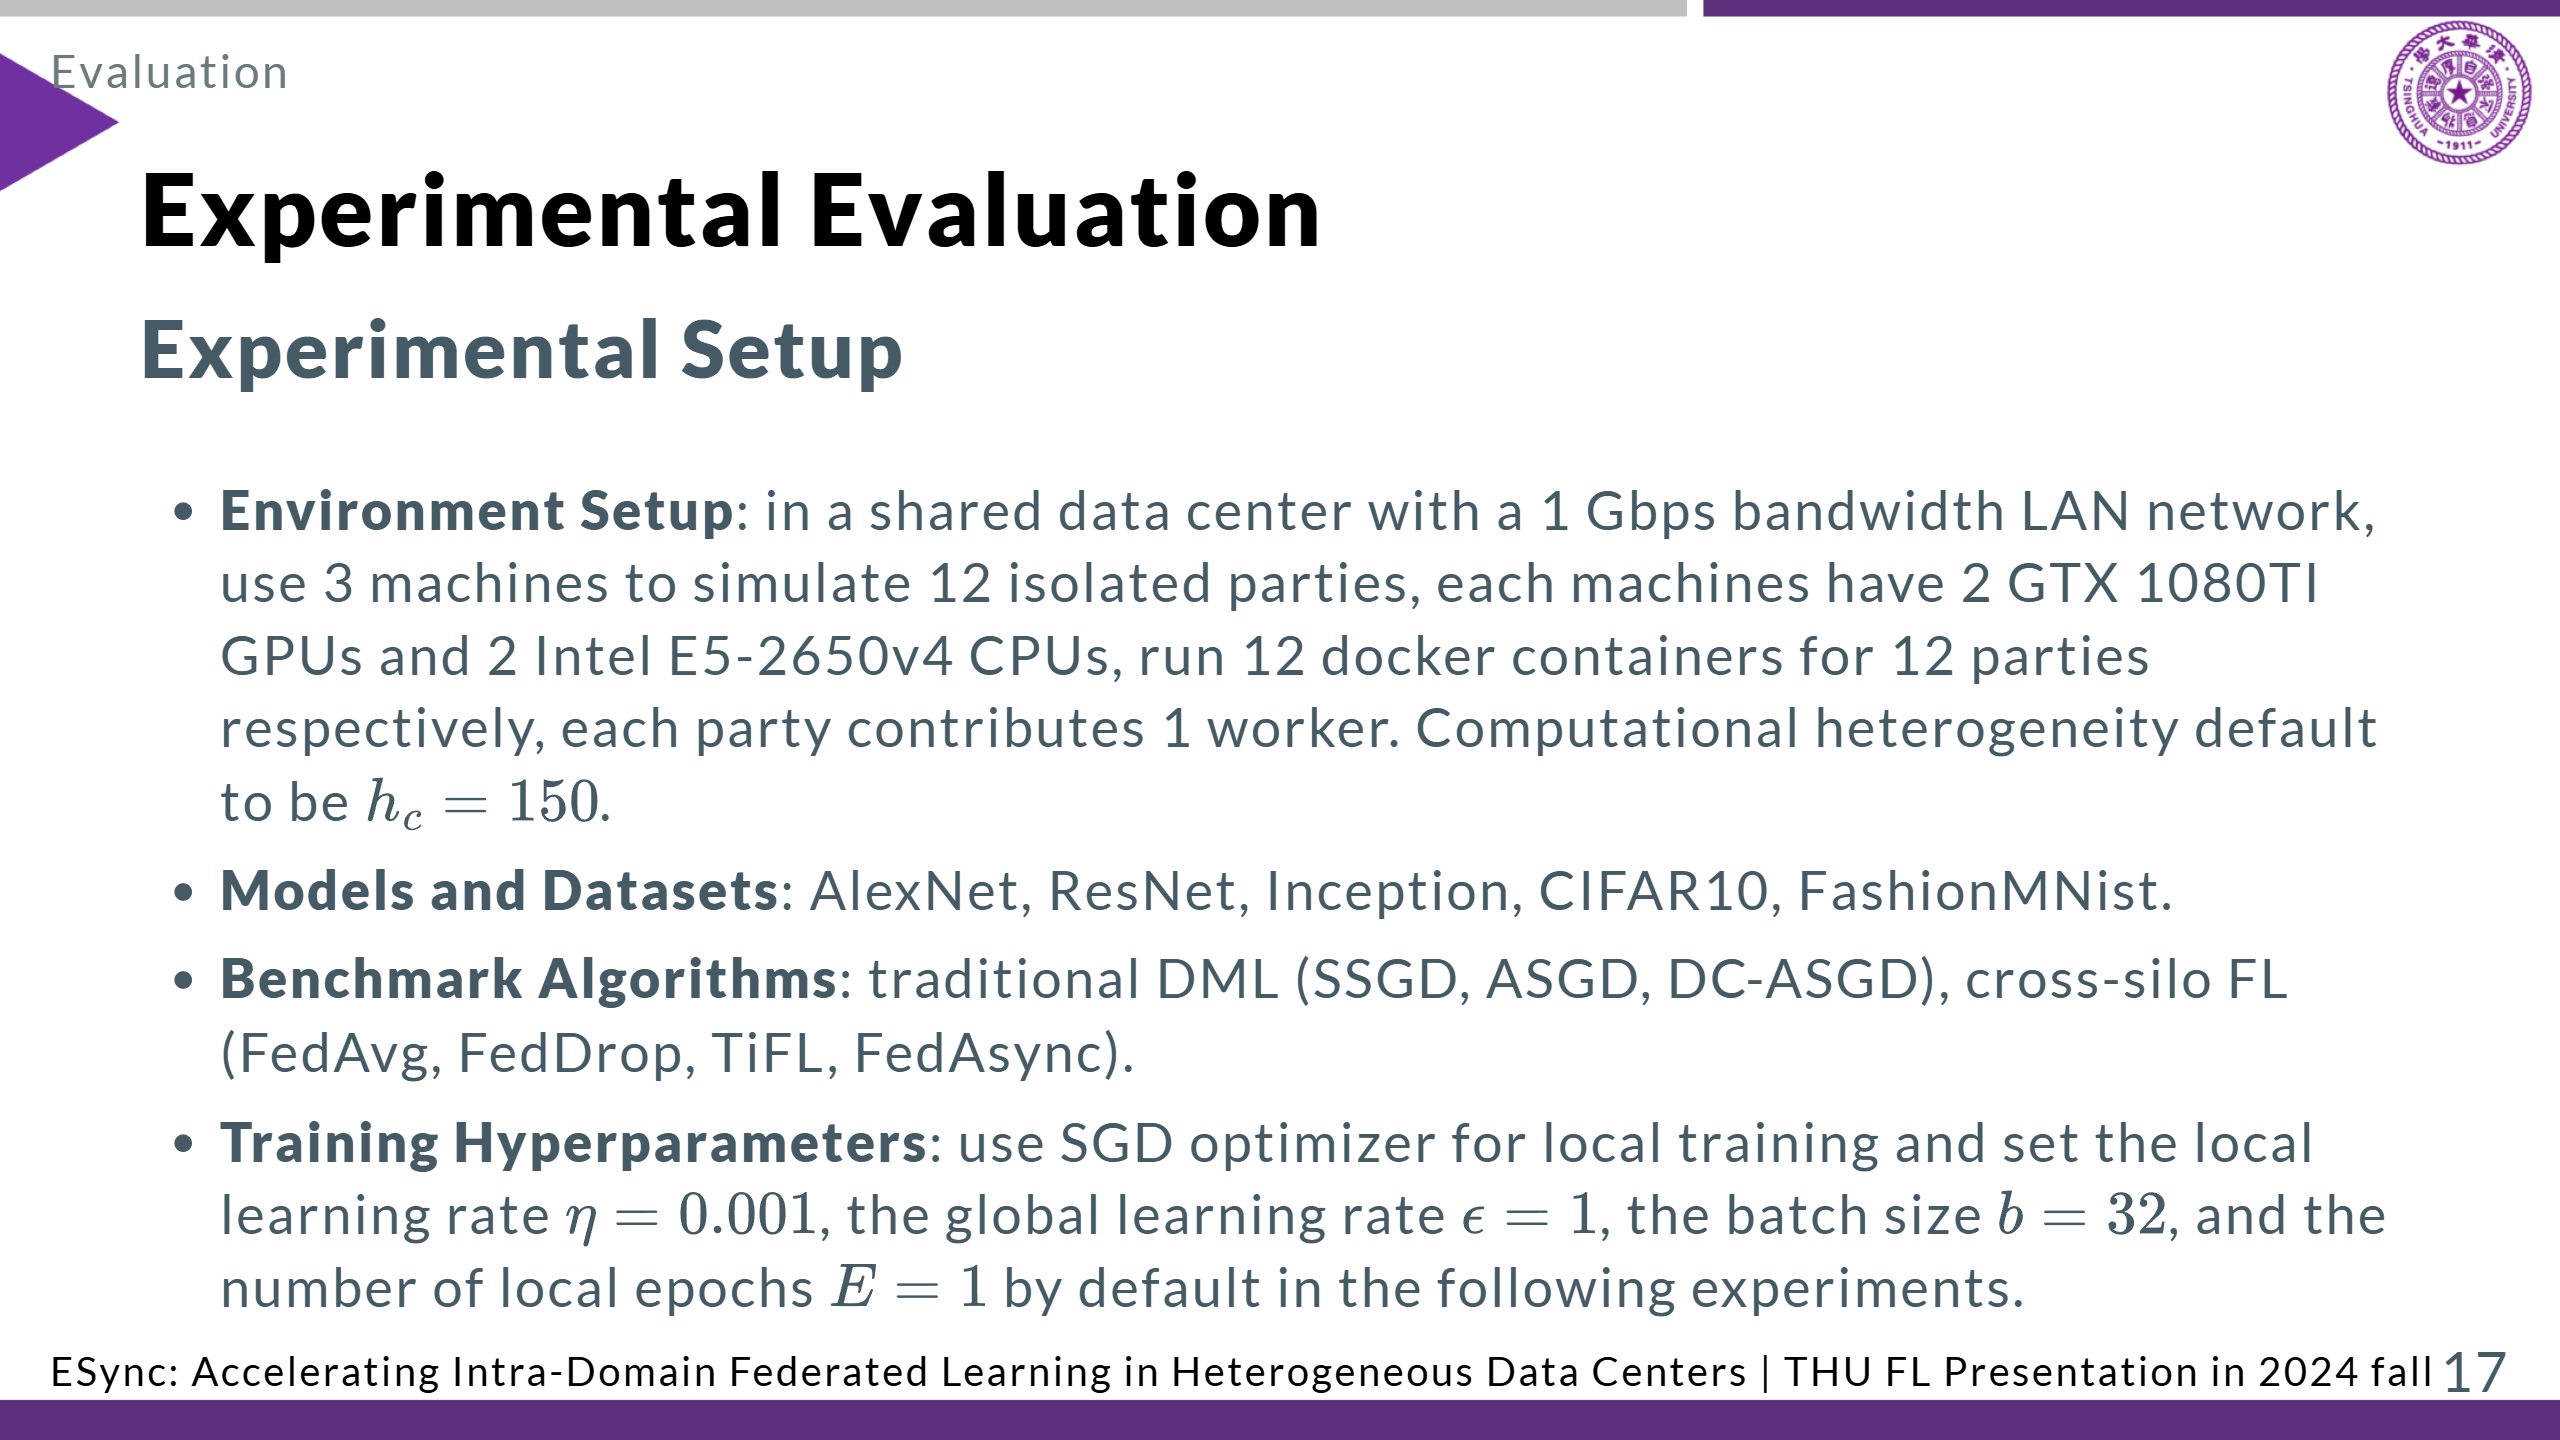 Evaluation
TSINGHUA UNIVERSITY
-1911-
Experimental Evaluation
Experimental Setup
• Environment Setup: in a shared data center with a 1 Gbps bandwidth LAN network,
use 3 machines to simulate 12 isolated parties, each machines have 2 GTX 1080TI
GPUs and 2 Intel E5-2650v4 CPUs, run 12 docker containers for 12 parties
respectively, each party contributes 1 worker. Computational heterogeneity default
to be h_c = 150.
• Models and Datasets: AlexNet, ResNet, Inception, CIFAR10, FashionMNist.
• Benchmark Algorithms: traditional DML (SSGD, ASGD, DC-ASGD), cross-silo FL
(FedAvg, FedDrop, TiFL, FedAsync).
• Training Hyperparameters: use SGD optimizer for local training and set the local
learning rate η = 0.001, the global learning rate ϵ = 1, the batch size b = 32, and the
number of local epochs E = 1 by default in the following experiments.
ESync: Accelerating Intra-Domain Federated Learning in Heterogeneous Data Centers | THU FL Presentation in 2024 fall 17